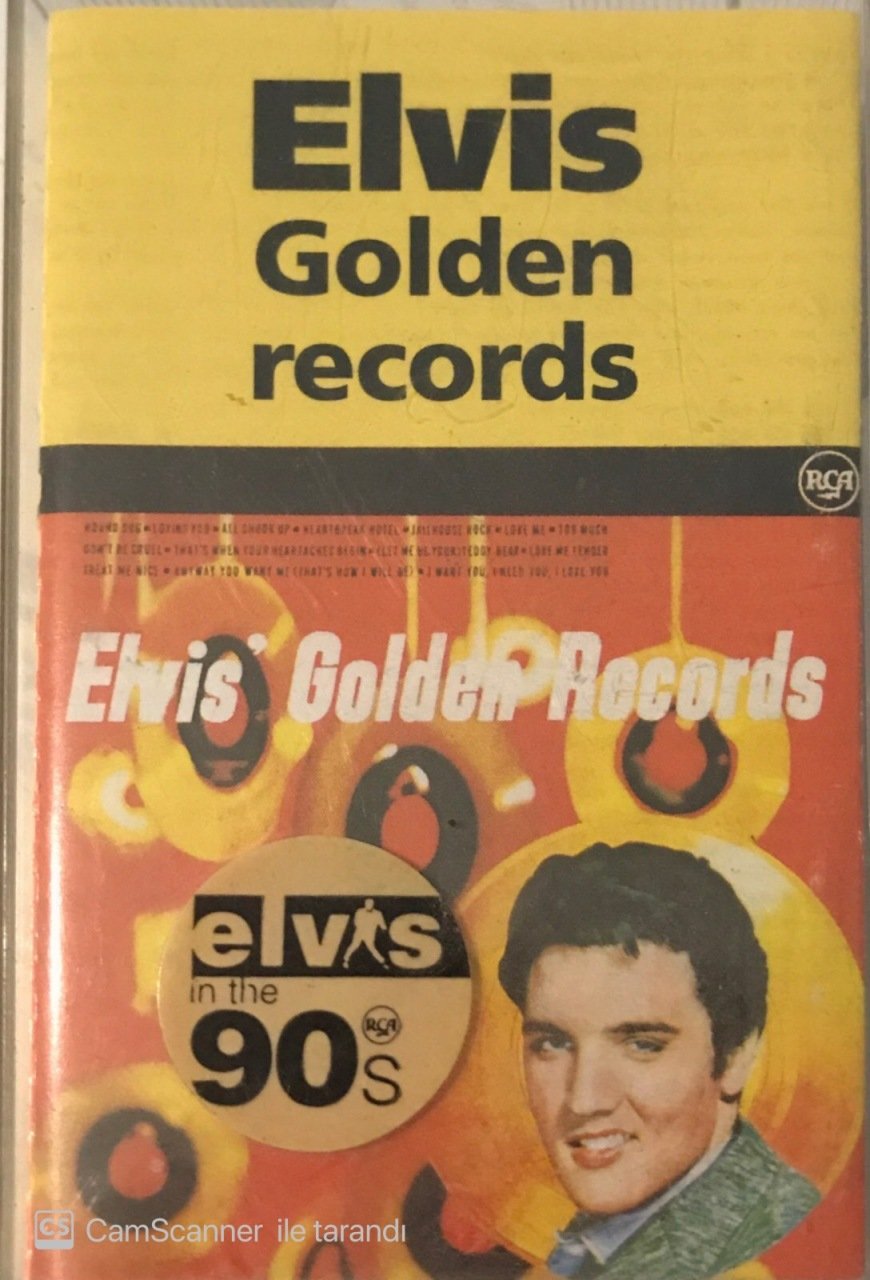 Elvis
Golden
records
RCA
HOUND DOG • LOVING YOU • ALL SHOOK UP • HEARTBREAK HOTEL • JAILHOUSE ROCK • LOVE ME • TOO MUCH
DON'T BE CRUEL • THAT'S WHEN YOUR HEARTACHES BEGIN • (LET ME BE YOUR) TEDDY BEAR • LOVE ME TENDER
TREAT ME NICE • ANYWAY YOU WANT ME (THAT'S HOW I WILL BE) • I WANT YOU, I NEED YOU, I LOVE YOU
Elvis' Golden Records
elvis
in the
RCA
90s
CS CamScanner ile tarandı